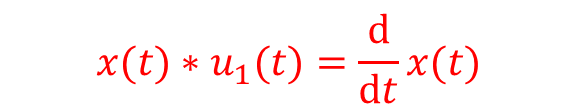 x(t) ∗ u₁(t) = d/dt x(t)